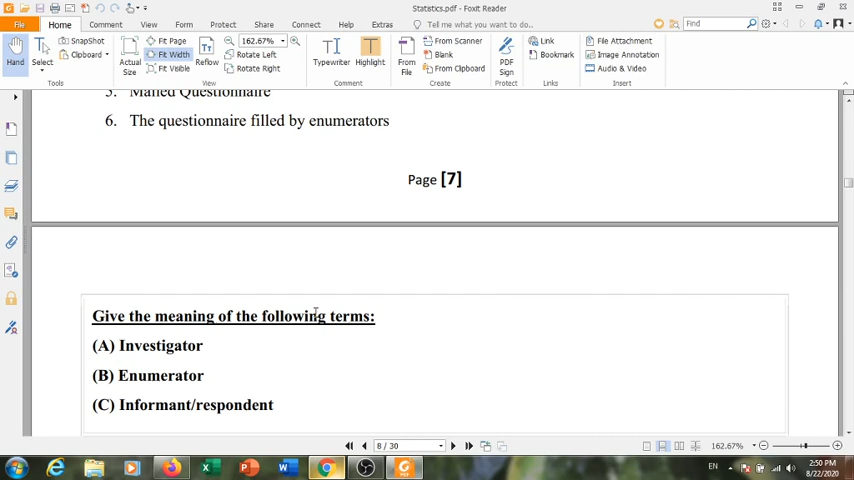 Statistics.pdf - Foxit Reader
File Home Comment View Form Protect Share Connect Help Extras Tell me what you want to do... Find
Hand Select SnapShot Clipboard Actual Size Fit Page Fit Width Fit Visible Reflow 162.67% Rotate Left Rotate Right Typewriter Highlight From File From Scanner Blank From Clipboard PDF Sign Link Bookmark File Attachment Image Annotation Audio & Video
Tools View Comment Create Protect Links Insert
5. Mailed Questionnaire
6. The questionnaire filled by enumerators
Page [7]
Give the meaning of the following terms:
(A) Investigator
(B) Enumerator
(C) Informant/respondent
8 / 30 162.67%
EN 2:50 PM
8/22/2020